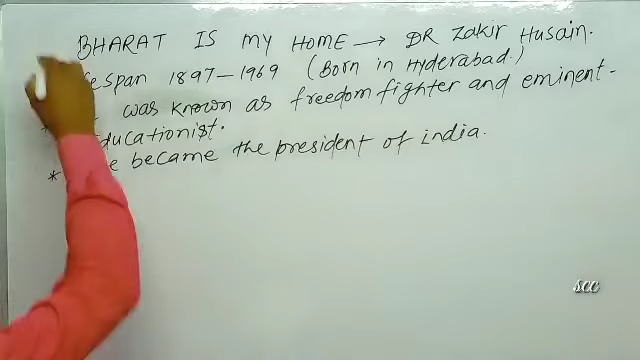 BHARAT IS MY HOME → DR Zakir Husain.
espan 1897-1969 (Born in Hyderabad.)
was known as freedom fighter and eminent.
* ducationist.
* e became the president of india.
scc